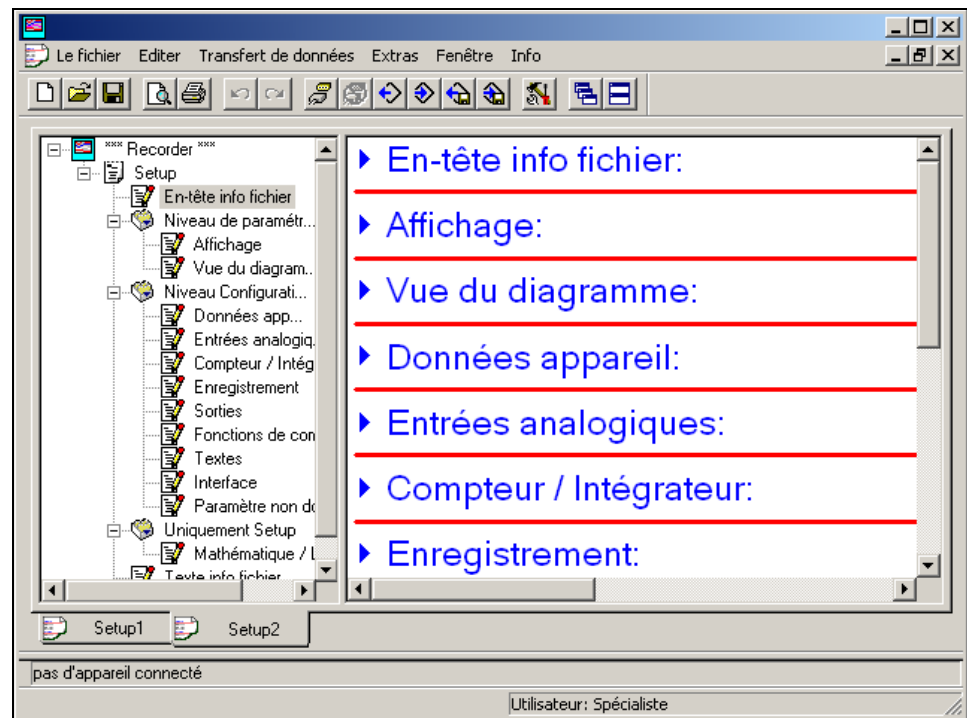 Le fichier Editer Transfert de données Extras Fenêtre Info
*** Recorder ***
Setup
En-tête info fichier
Niveau de paramétr...
Affichage
Vue du diagram..
Niveau Configurati...
Données app...
Entrées analogiq.
Compteur / Intég
Enregistrement
Sorties
Fonctions de con
Textes
Interface
Paramètre non do
Uniquement Setup
Mathématique / L
Texte info fichier
En-tête info fichier:
Affichage:
Vue du diagramme:
Données appareil:
Entrées analogiques:
Compteur / Intégrateur:
Enregistrement:
Setup1 Setup2
pas d'appareil connecté
Utilisateur: Spécialiste